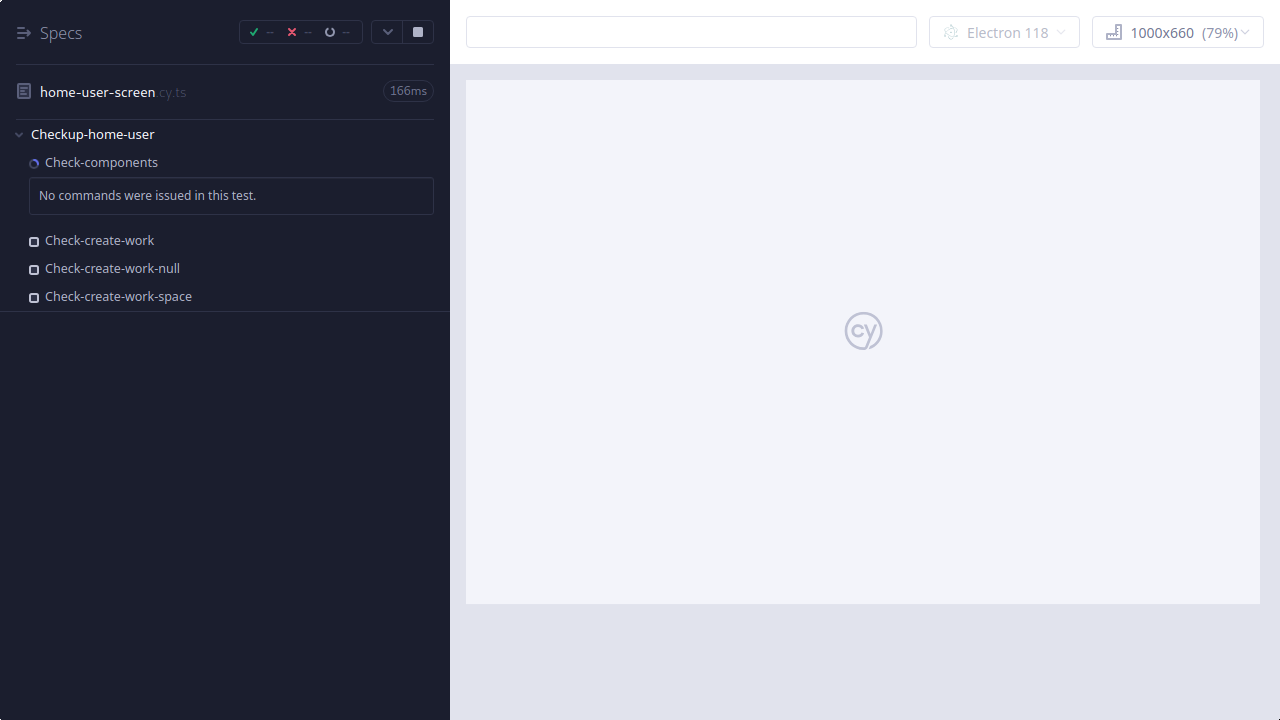 Specs
--
--
--
Electron 118
1000x660 (79%)
home-user-screen.cy.ts
166ms
Checkup-home-user
Check-components
No commands were issued in this test.
Check-create-work
Check-create-work-null
Check-create-work-space
cy